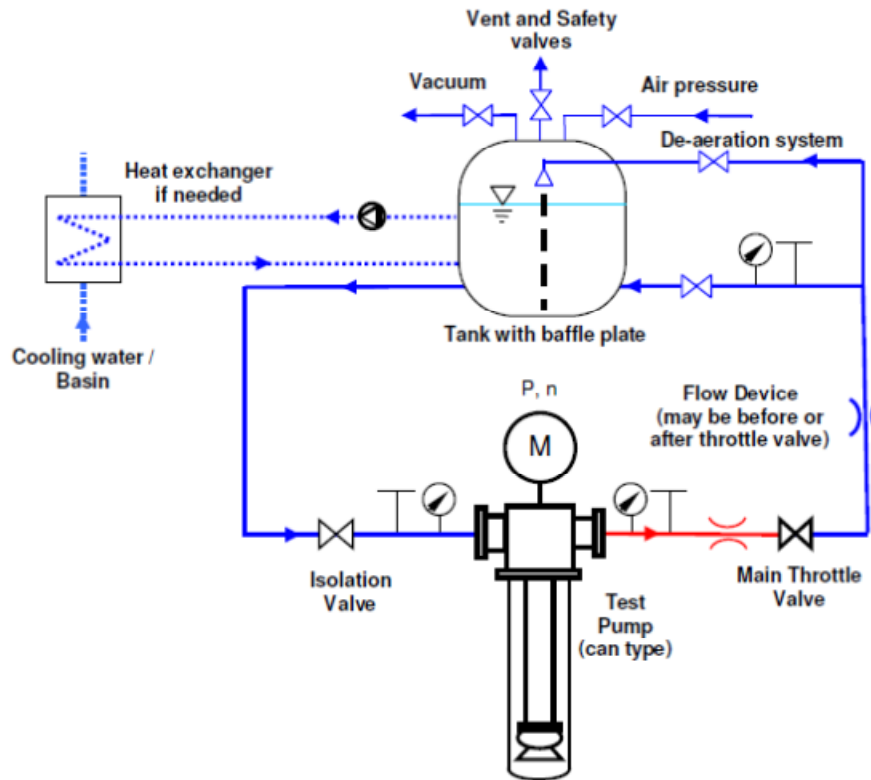 Vent and Safety
valves
Vacuum
Air pressure
De-aeration system
Heat exchanger
if needed
Tank with baffle plate
Cooling water /
Basin
P, n
M
Flow Device
(may be before or
after throttle valve)
Isolation
Valve
Test
Pump
(can type)
Main Throttle
Valve